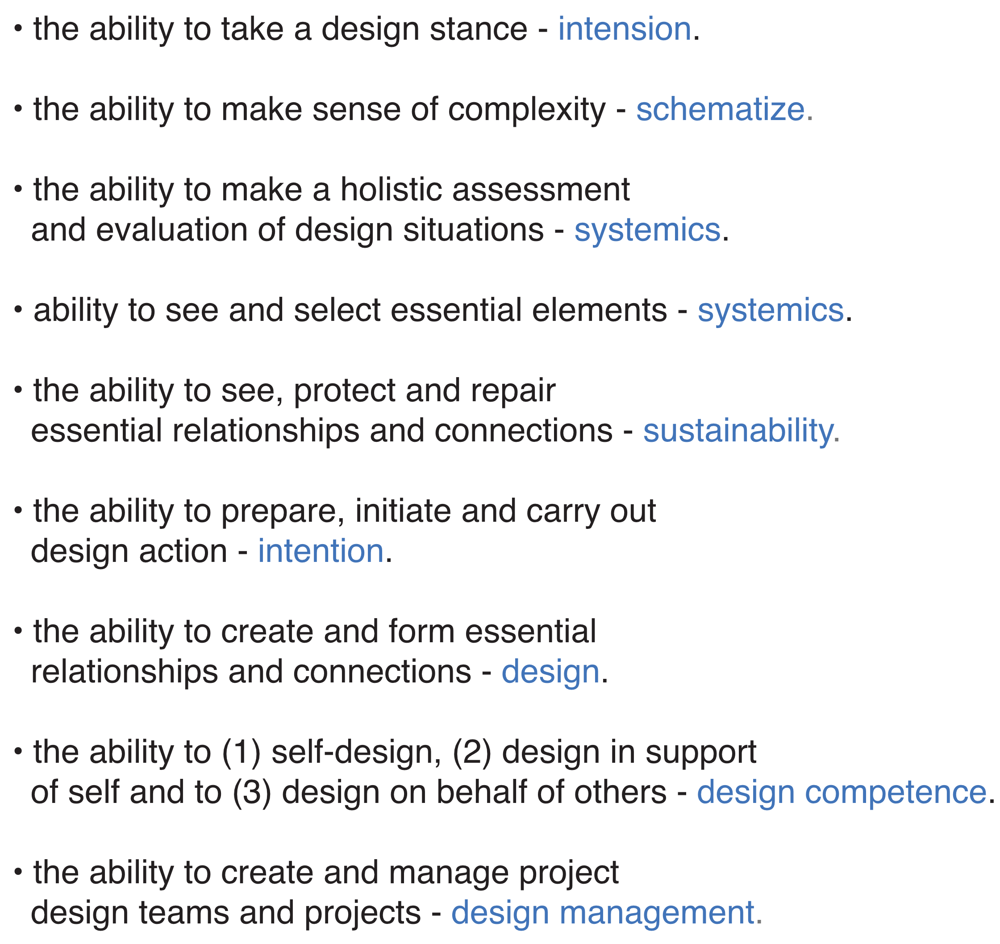 • the ability to take a design stance - intension.
• the ability to make sense of complexity - schematize.
• the ability to make a holistic assessment
and evaluation of design situations - systemics.
• ability to see and select essential elements - systemics.
• the ability to see, protect and repair
essential relationships and connections - sustainability.
• the ability to prepare, initiate and carry out
design action - intention.
• the ability to create and form essential
relationships and connections - design.
• the ability to (1) self-design, (2) design in support
of self and to (3) design on behalf of others - design competence.
• the ability to create and manage project
design teams and projects - design management.